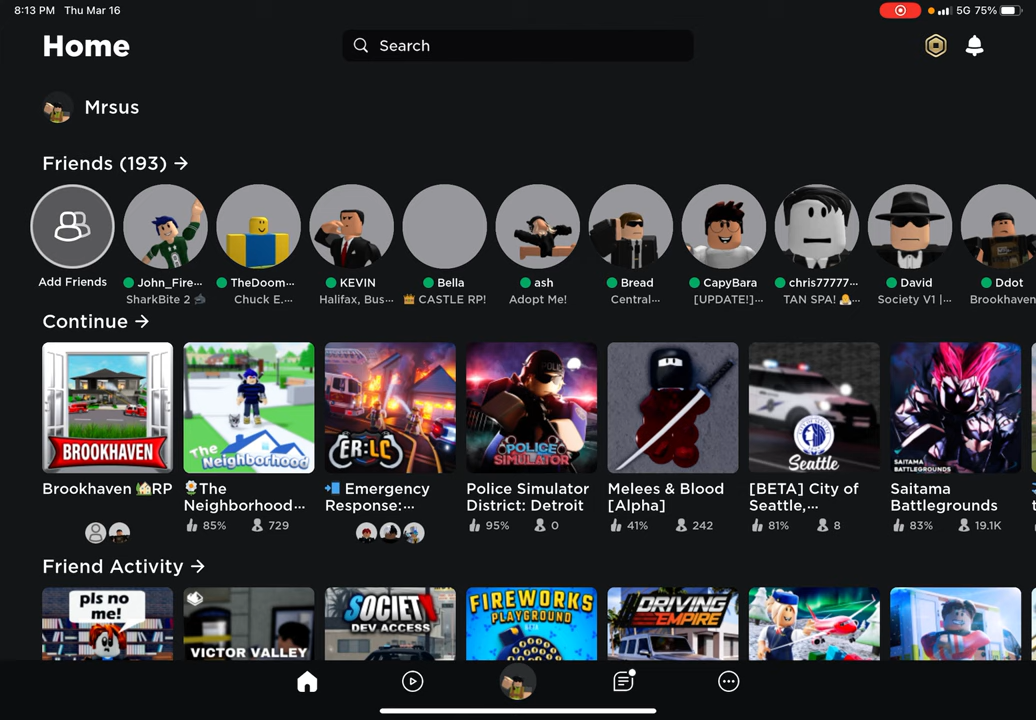 8:13 PM Thu Mar 16
5G 75%
Home
Search
Mrsus
Friends (193) →
Add Friends
John_Fire...
SharkBite 2
TheDoom...
Chuck E....
KEVIN
Halifax, Bus...
Bella
👑 CASTLE RP!
ash
Adopt Me!
Bread
Central...
CapyBara
[UPDATE!]...
chris77777...
TAN SPA! ...
David
Society V1 |...
Ddot
Brookhaven
Continue →
BROOKHAVEN
The
Neighborhood
ER:LC
POLICE
SIMULATOR
Seattle
SAITAMA
BATTLEGROUNDS
Brookhaven 🏡RP
🌼The
Neighborhood...
85% 729
📲 Emergency
Response:...
Police Simulator
District: Detroit
95% 0
Melees & Blood
[Alpha]
41% 242
[BETA] City of
Seattle,...
81% 8
Saitama
Battlegrounds
83% 19.1K
Friend Activity →
pls no
me!
VICTOR VALLEY
SOCIETY
DEV ACCESS
FIREWORKS
PLAYGROUND
BETA
DRIVING
EMPIRE